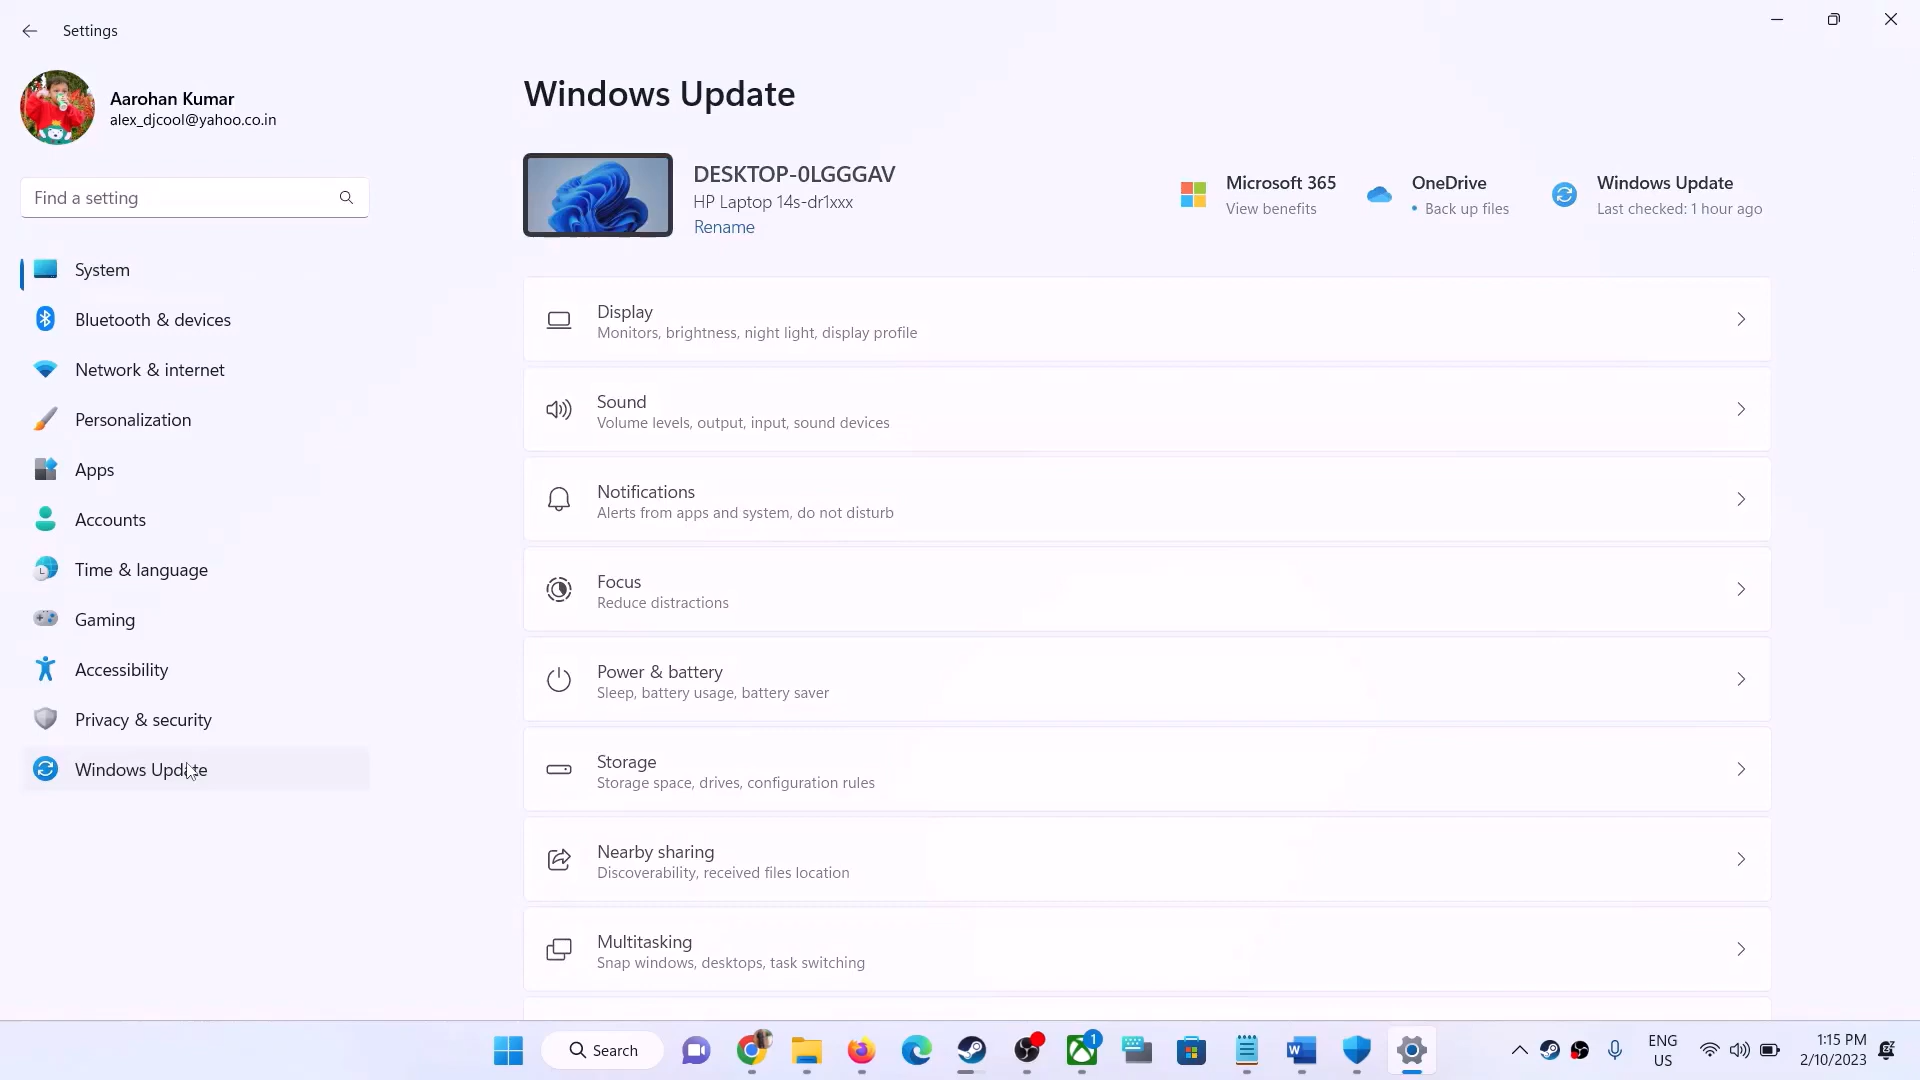 Settings
Aarohan Kumar
alex_djcool@yahoo.co.in
Find a setting
System
Bluetooth & devices
Network & internet
Personalization
Apps
Accounts
Time & language
Gaming
Accessibility
Privacy & security
Windows Update
Windows Update
DESKTOP-0LGGGAV
HP Laptop 14s-dr1xxx
Rename
Microsoft 365
View benefits
OneDrive
• Back up files
Windows Update
Last checked: 1 hour ago
Display
Monitors, brightness, night light, display profile
Sound
Volume levels, output, input, sound devices
Notifications
Alerts from apps and system, do not disturb
Focus
Reduce distractions
Power & battery
Sleep, battery usage, battery saver
Storage
Storage space, drives, configuration rules
Nearby sharing
Discoverability, received files location
Multitasking
Snap windows, desktops, task switching
Search
1
W
ENG
US
1:15 PM
2/10/2023